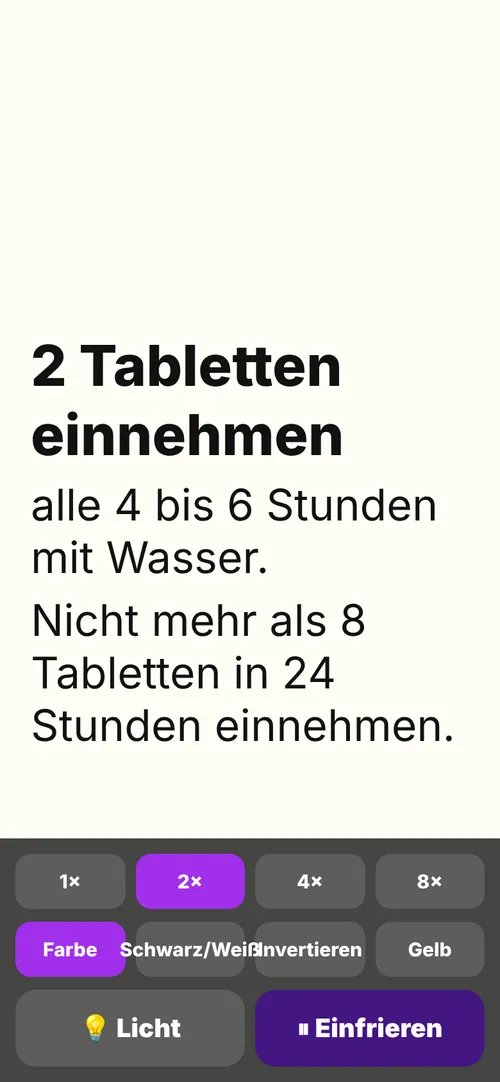 2 Tabletten
einnehmen
alle 4 bis 6 Stunden
mit Wasser.
Nicht mehr als 8
Tabletten in 24
Stunden einnehmen.
1× 2× 4× 8×
Farbe Schwarz/Weiß Invertieren Gelb
💡 Licht ⏸ Einfrieren